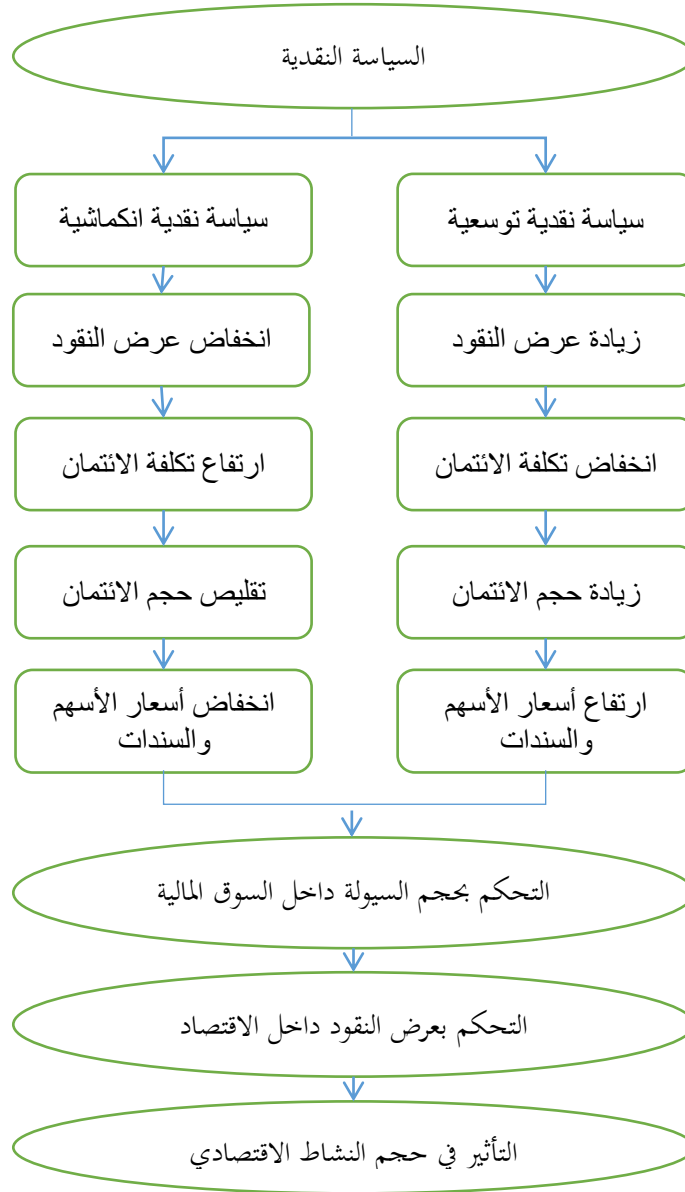 السياسة النقدية
سياسة نقدية توسعية
سياسة نقدية انكماشية
زيادة عرض النقود
انخفاض عرض النقود
انخفاض تكلفة الائتمان
ارتفاع تكلفة الائتمان
زيادة حجم الائتمان
تقليص حجم الائتمان
ارتفاع أسعار الأسهم
والسندات
انخفاض أسعار الأسهم
والسندات
التحكم بحجم السيولة داخل السوق المالية
التحكم بعرض النقود داخل الاقتصاد
التأثير في حجم النشاط الاقتصادي